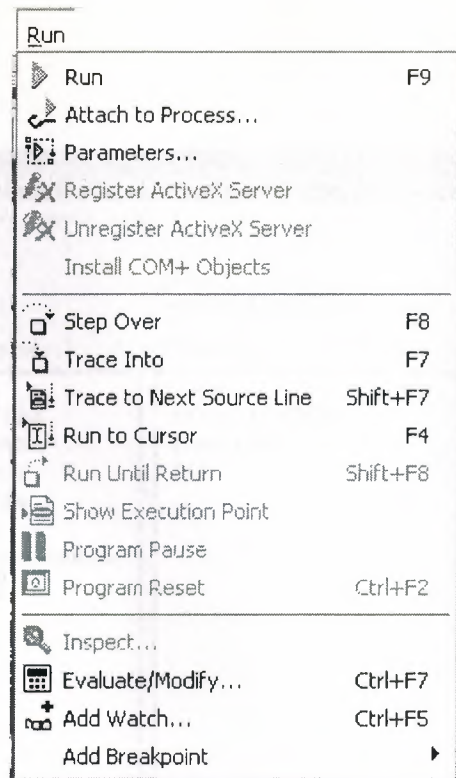 Run
Run F9
Attach to Process...
Parameters...
Register ActiveX Server
Unregister ActiveX Server
Install COM+ Objects
Step Over F8
Trace Into F7
Trace to Next Source Line Shift+F7
Run to Cursor F4
Run Until Return Shift+F8
Show Execution Point
Program Pause
Program Reset Ctrl+F2
Inspect...
Evaluate/Modify... Ctrl+F7
Add Watch... Ctrl+F5
Add Breakpoint